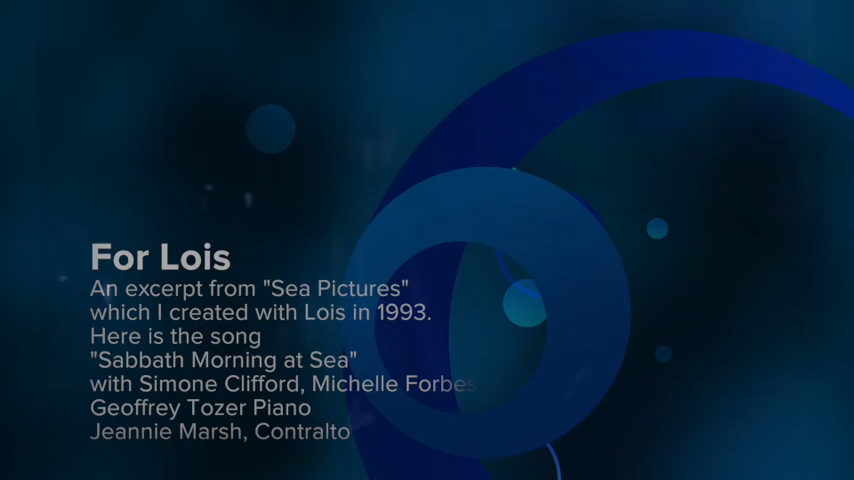 For Lois
An excerpt from "Sea Pictures"
which I created with Lois in 1993.
Here is the song
"Sabbath Morning at Sea"
with Simone Clifford, Michelle Forbes
Geoffrey Tozer Piano
Jeannie Marsh, Contralto